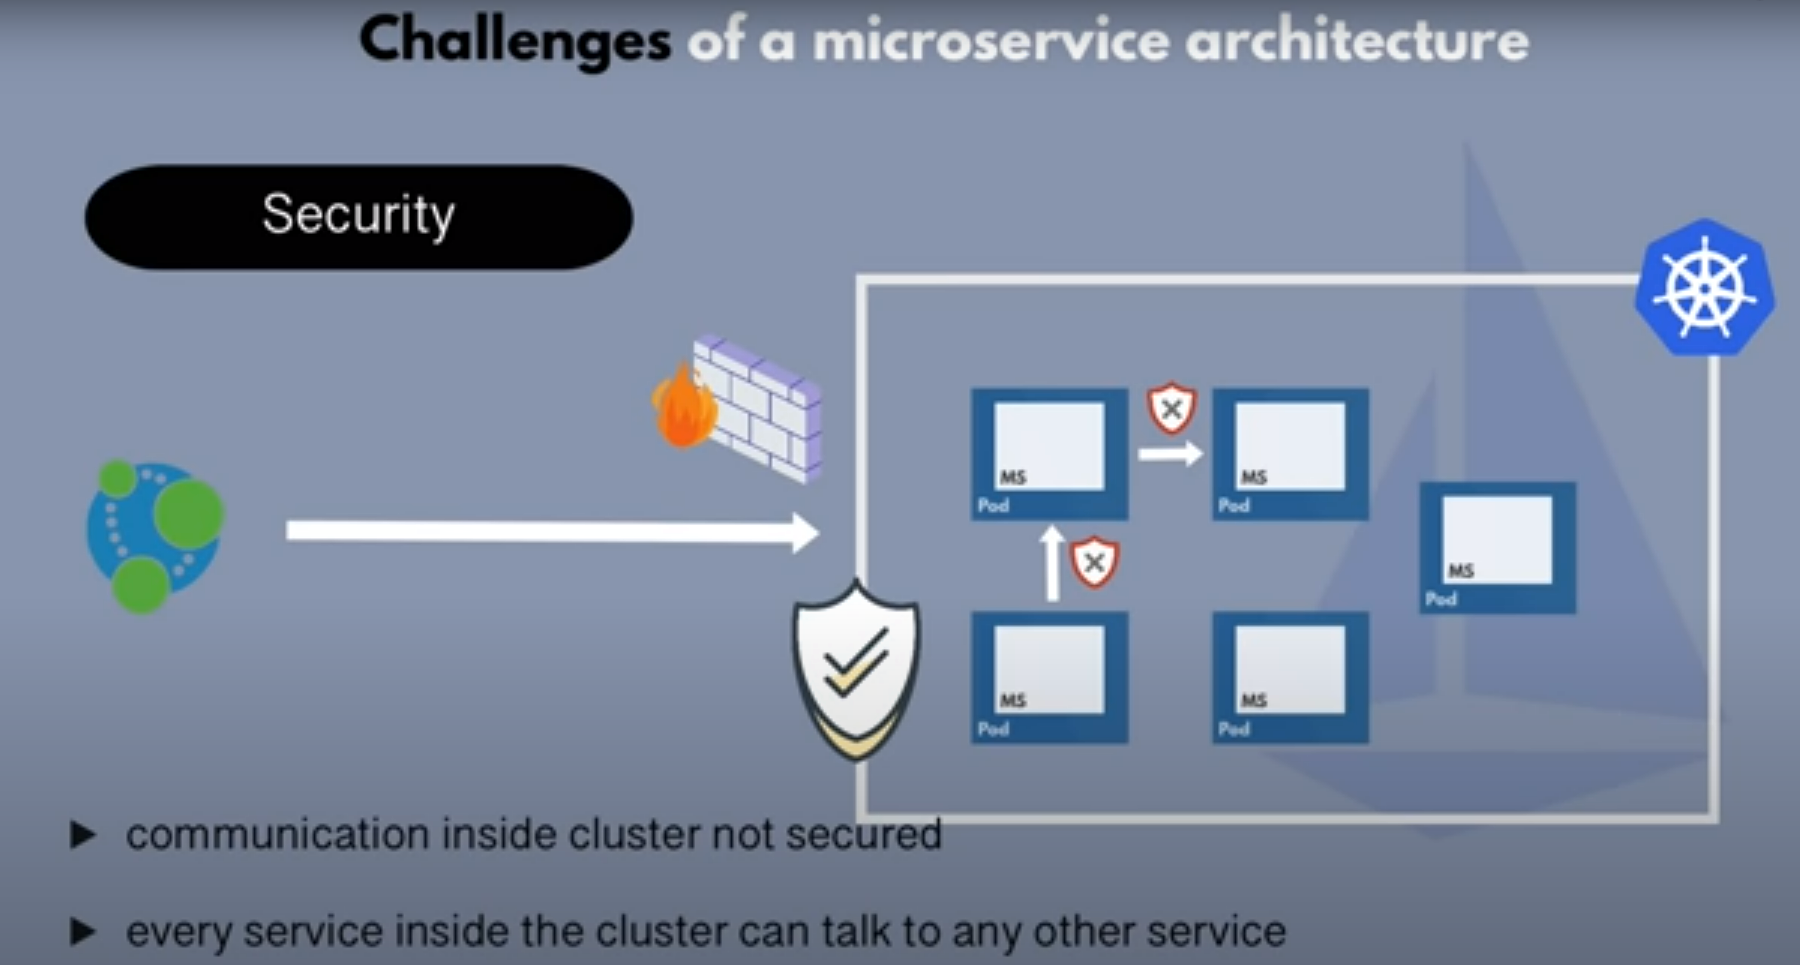 Challenges of a microservice architecture
Security
MS
Pod
MS
Pod
MS
Pod
MS
Pod
MS
Pod
communication inside cluster not secured
every service inside the cluster can talk to any other service